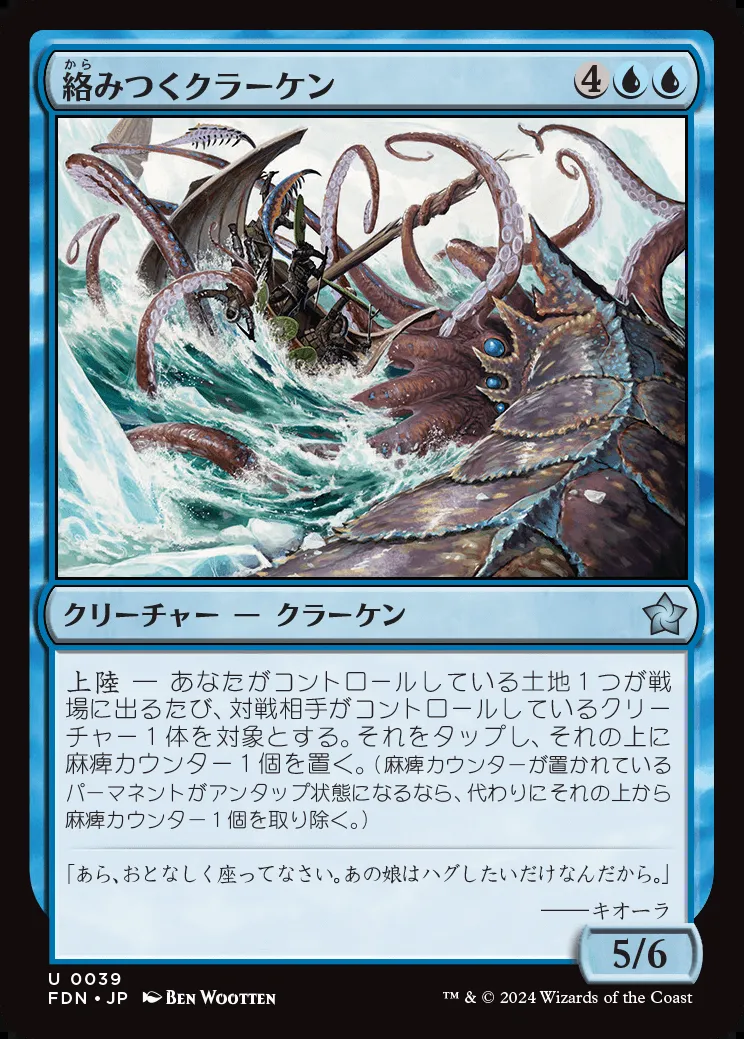 から
絡みつくクラーケン
4
クリーチャー — クラーケン
上陸 — あなたがコントロールしている土地1つが戦
場に出るたび、対戦相手がコントロールしているクリー
チャー1体を対象とする。それをタップし、それの上に
麻痺カウンター1個を置く。(麻痺カウンターが置かれている
パーマネントがアンタップ状態になるなら、代わりにそれの上から
麻痺カウンター1個を取り除く。)
「あら、おとなしく座ってなさい。あの娘はハグしたいだけなんだから。」
——キオーラ
5/6
U 0039
FDN • JP Ben Wootten
™ & © 2024 Wizards of the Coast